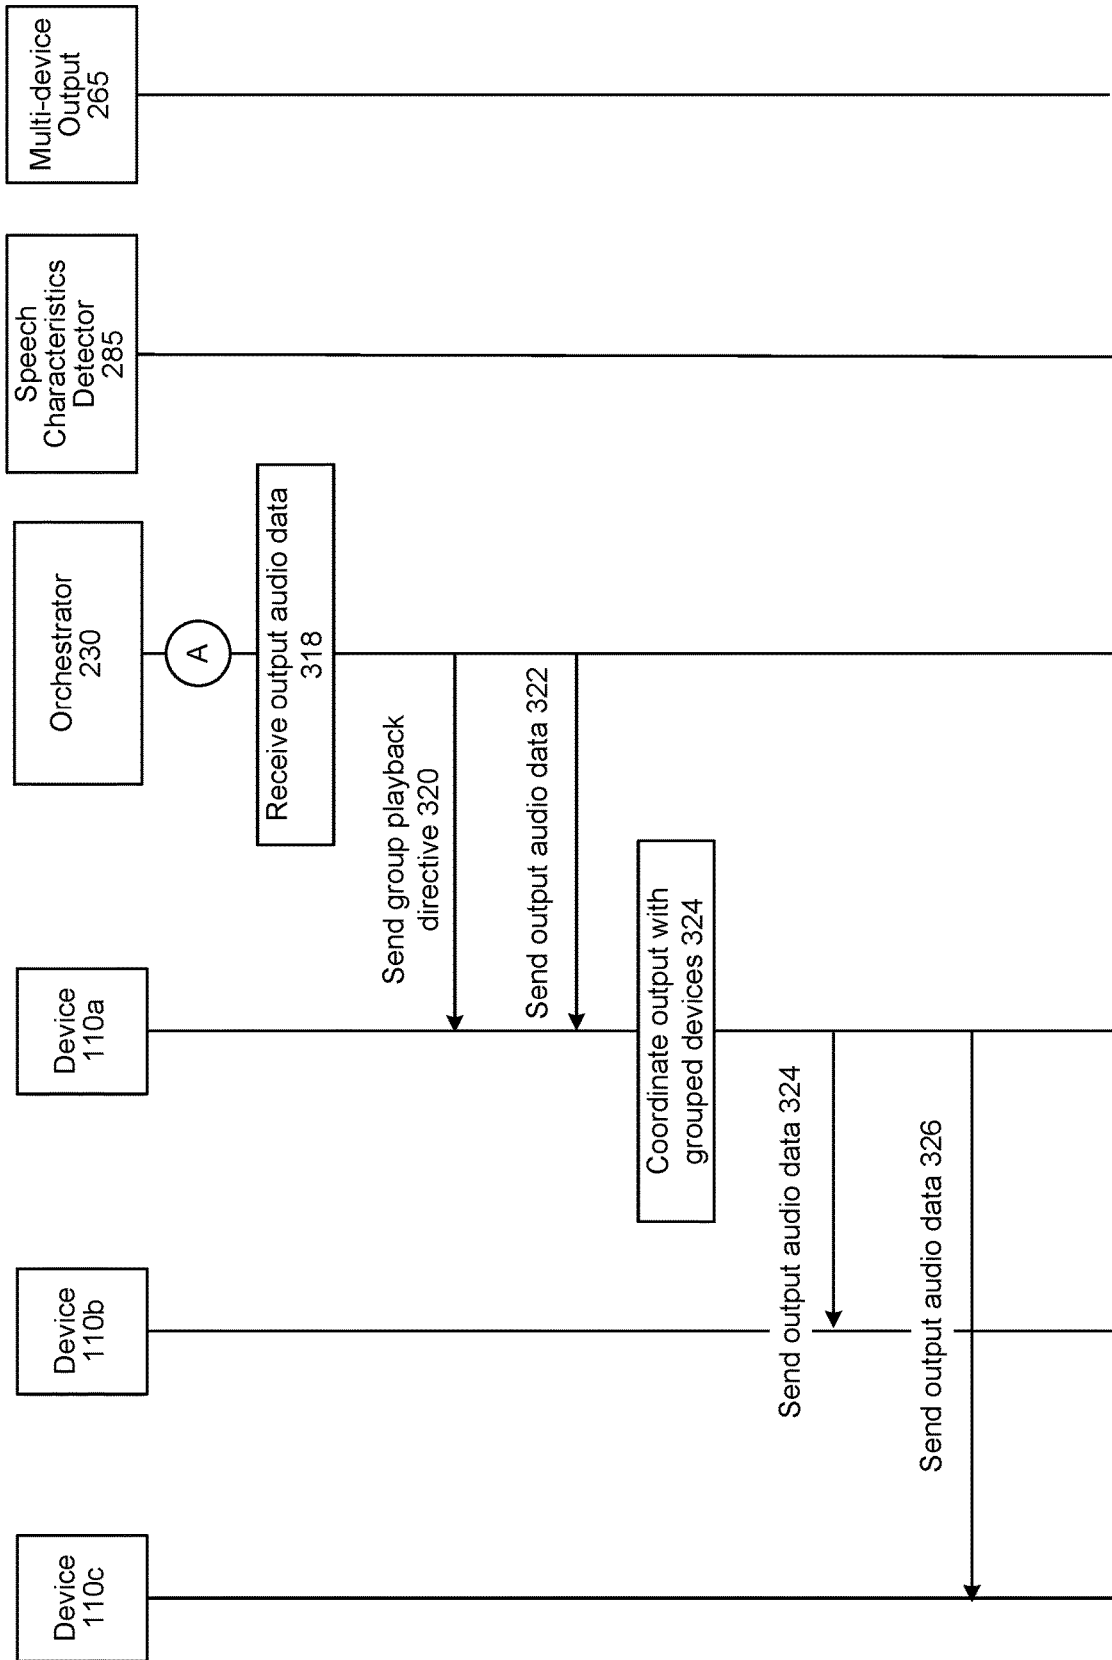 Device
110c
Device
110b
Device
110a
Orchestrator
230
Speech
Characteristics
Detector
285
Multi-device
Output
265
A
Receive output audio data
318
Send group playback
directive 320
Send output audio data 322
Coordinate output with
grouped devices 324
Send output audio data 324
Send output audio data 326